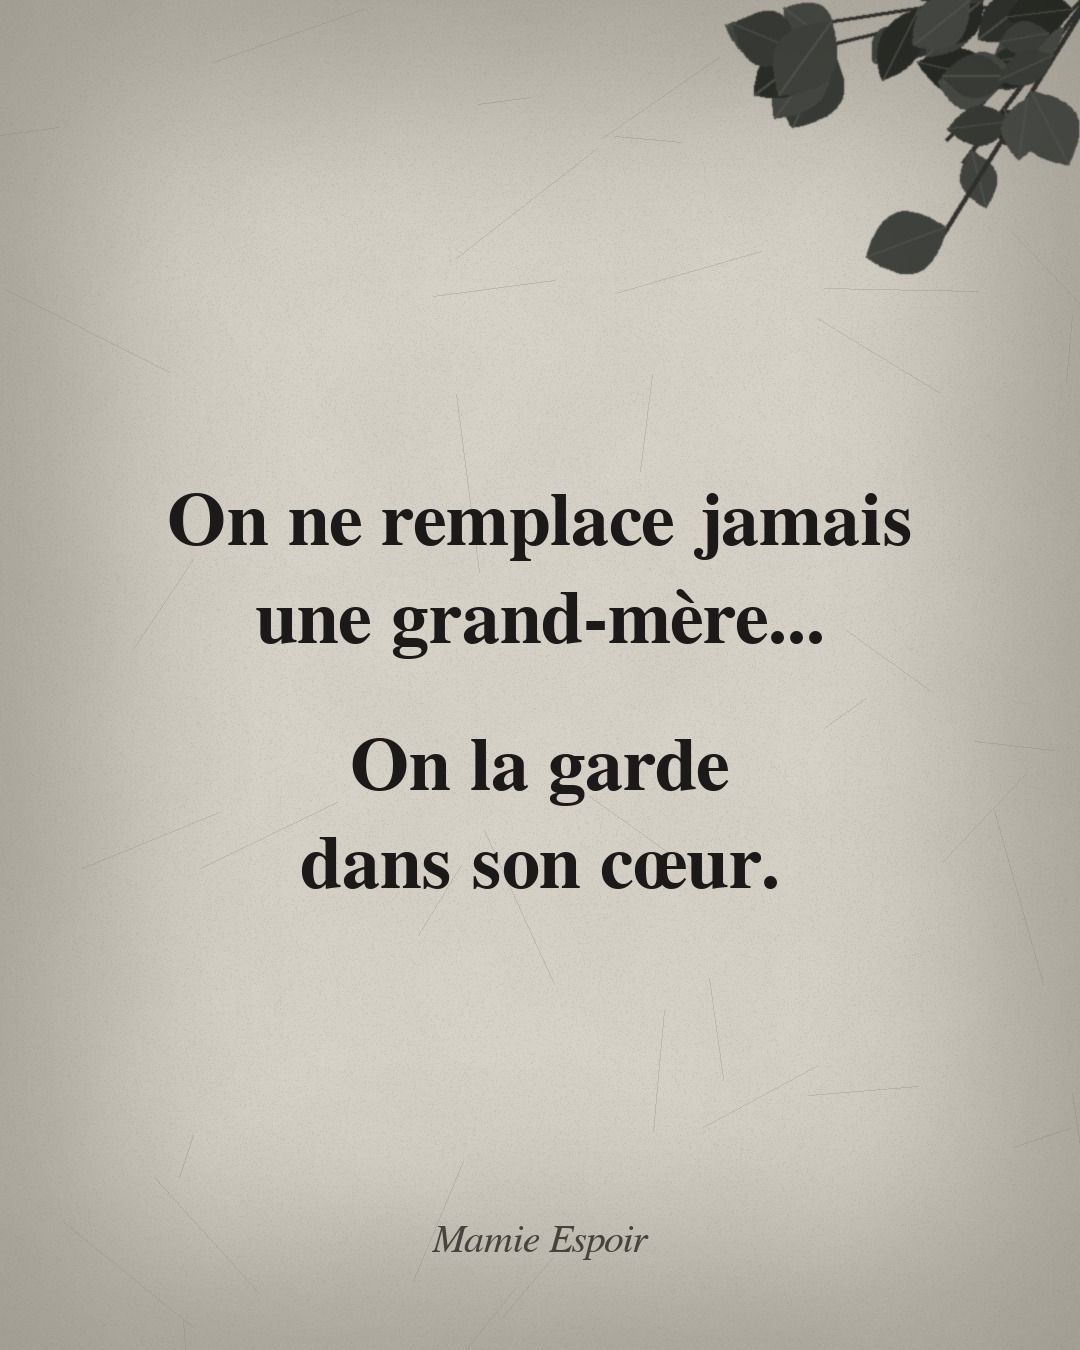 On ne remplace jamais
une grand-mère...
On la garde
dans son cœur.
Mamie Espoir